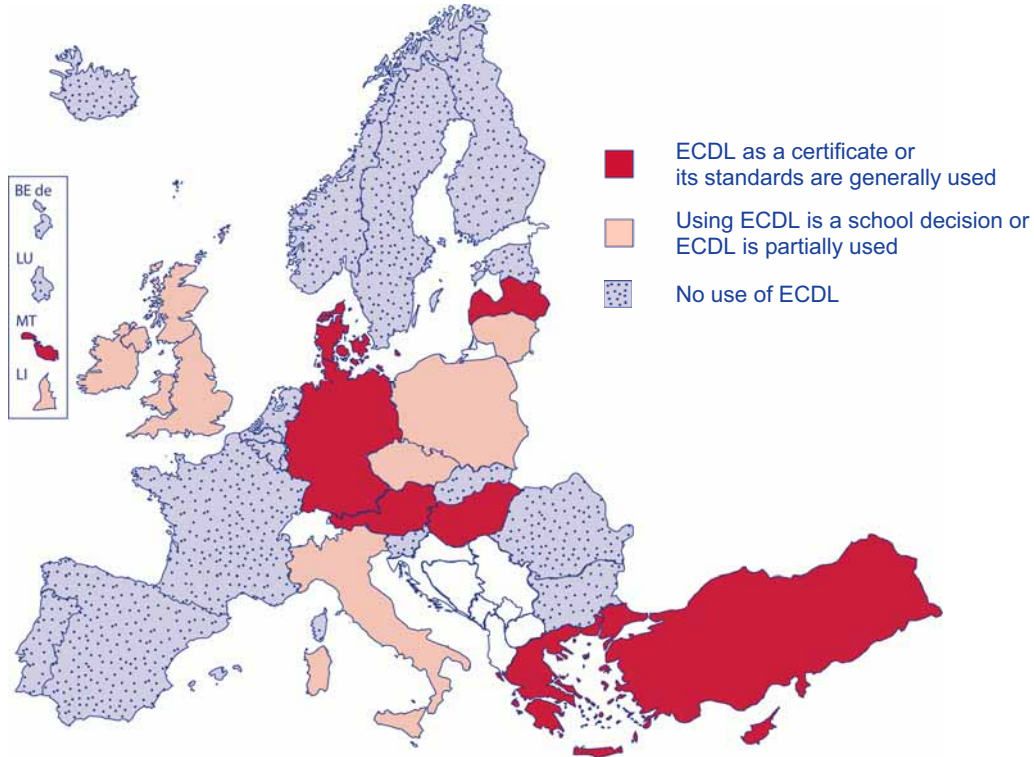 ECDL as a certificate or
its standards are generally used
Using ECDL is a school decision or
ECDL is partially used
No use of ECDL
BE de
LU
MT
LI